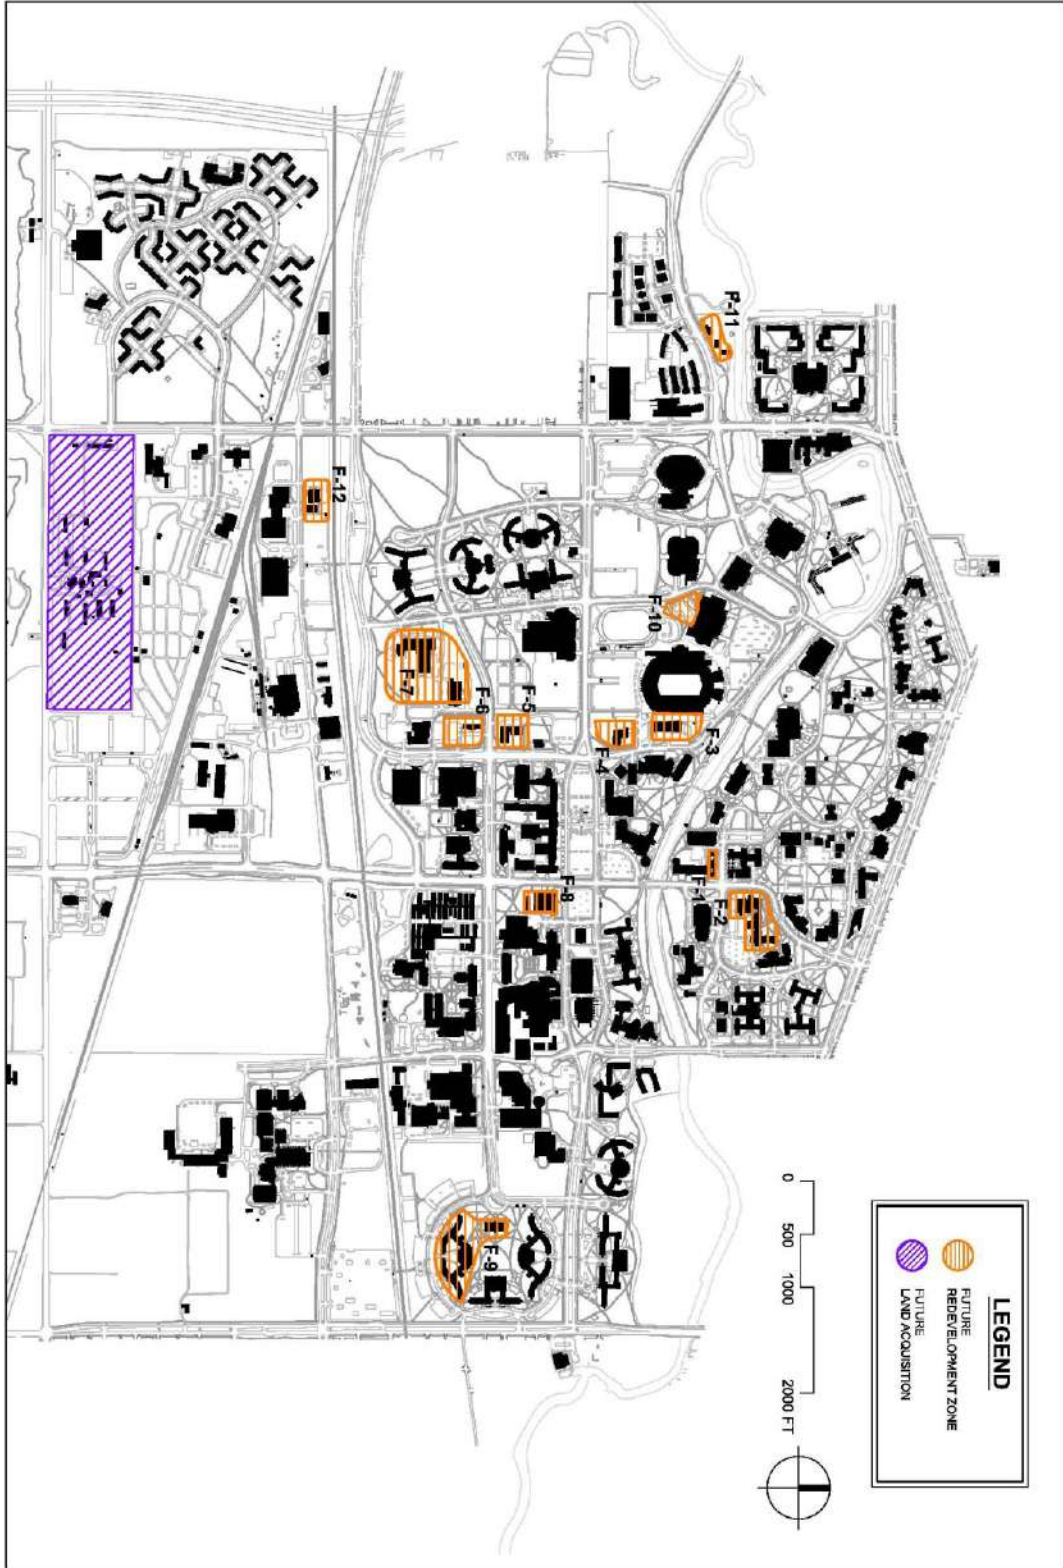 F-11
F-12
F-10
F-7
F-6
F-5
F-4
F-3
F-8
F-1
F-2
F-9
0
500
1000
2000 FT
LEGEND
FUTURE
REDEVELOPMENT ZONE
FUTURE
LAND ACQUISITION